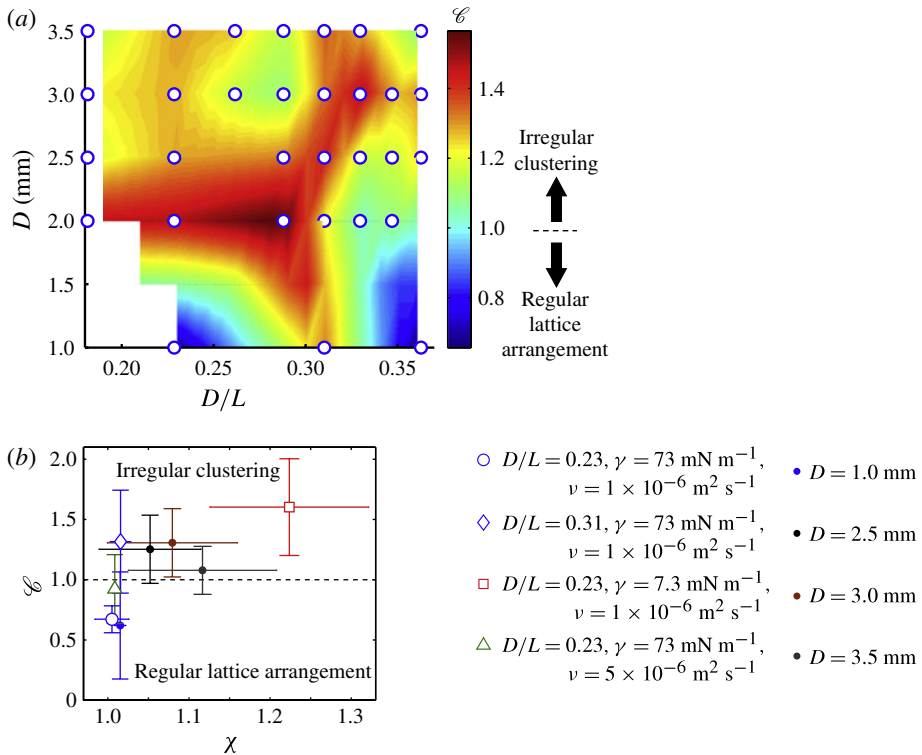 (a)
𝒞
3.5
3.0
2.5
2.0
1.5
1.0
D (mm)
0.20
0.25
0.30
0.35
D/L
1.4
1.2
1.0
0.8
Irregular
clustering
Regular
lattice
arrangement
(b)
2.0
1.5
1.0
0.5
0
𝒞
Irregular clustering
Regular lattice arrangement
1.0
1.1
1.2
1.3
χ
D/L = 0.23, γ = 73 mN m⁻¹,
ν = 1 × 10⁻⁶ m² s⁻¹
D/L = 0.31, γ = 73 mN m⁻¹,
ν = 1 × 10⁻⁶ m² s⁻¹
D/L = 0.23, γ = 7.3 mN m⁻¹,
ν = 1 × 10⁻⁶ m² s⁻¹
D/L = 0.23, γ = 73 mN m⁻¹,
ν = 5 × 10⁻⁶ m² s⁻¹
D = 1.0 mm
D = 2.5 mm
D = 3.0 mm
D = 3.5 mm